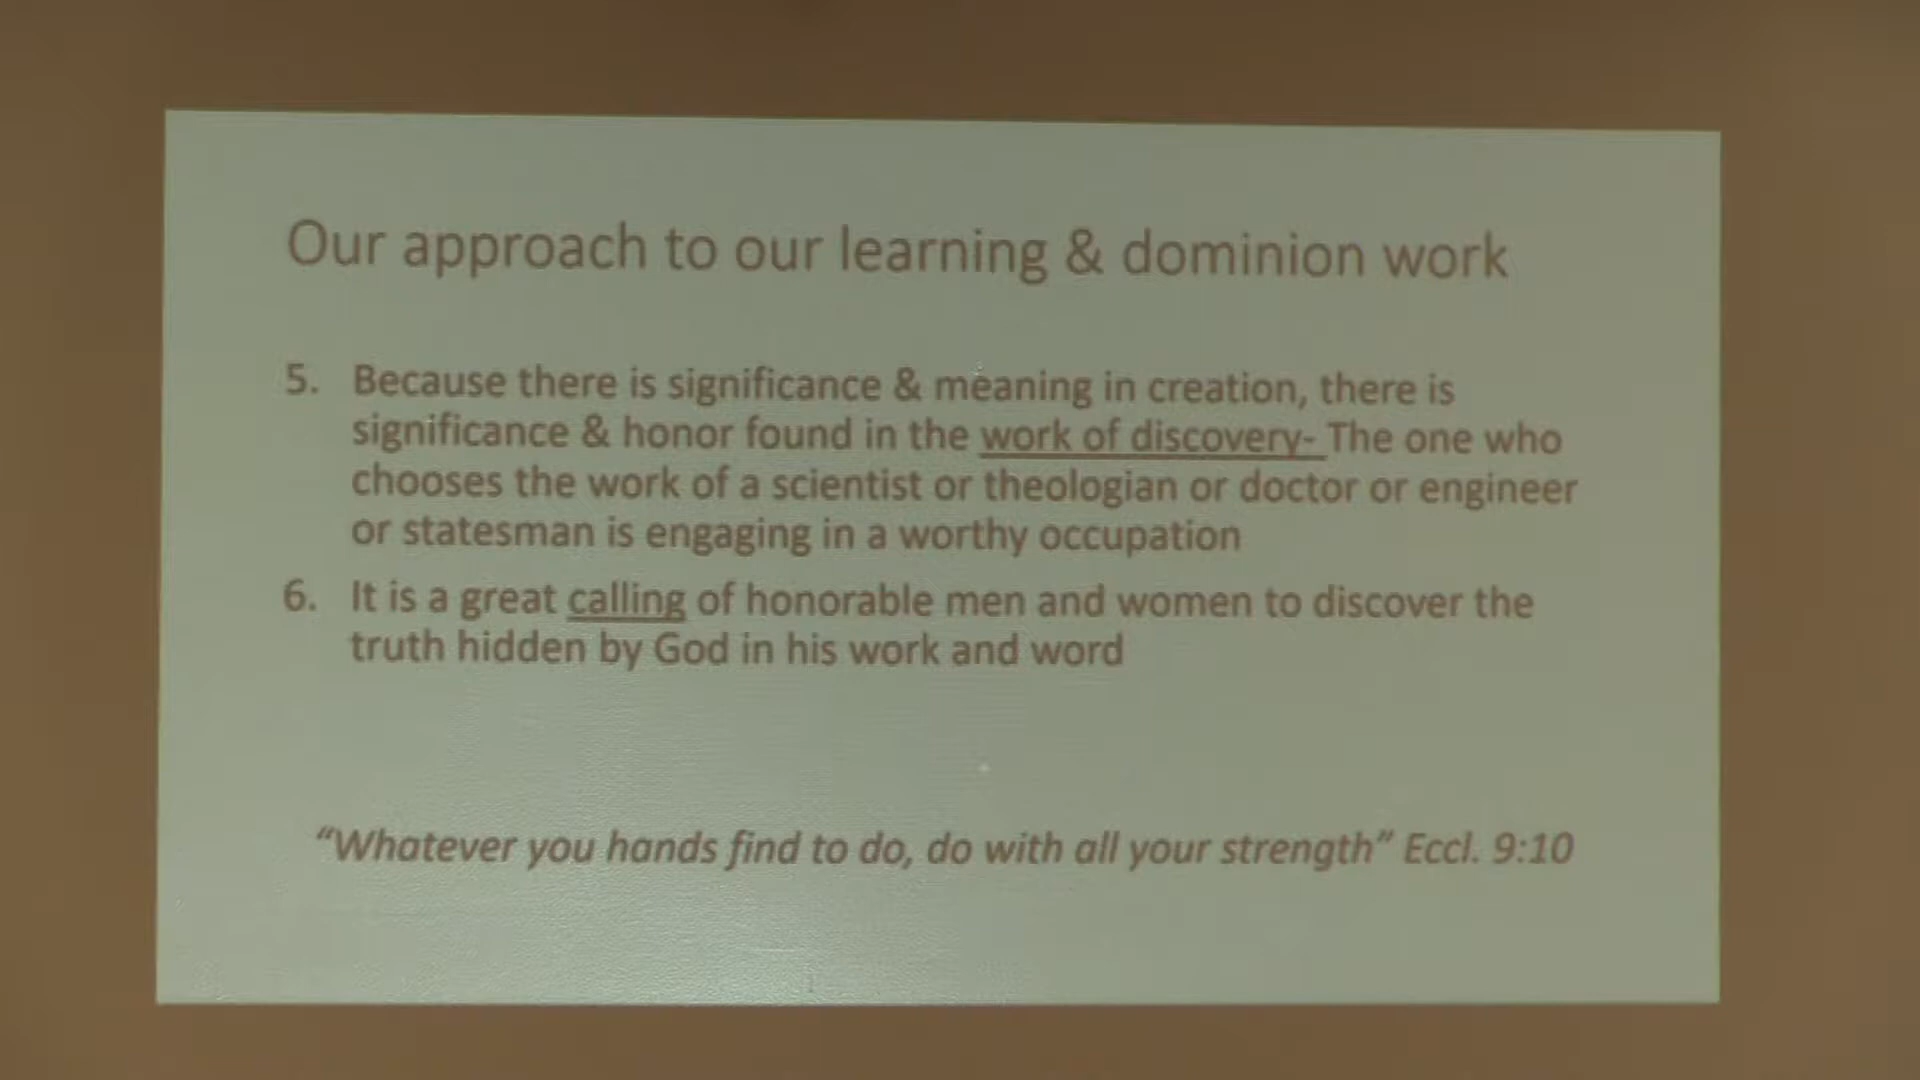 Our approach to our learning & dominion work
5. Because there is significance & meaning in creation, there is
significance & honor found in the work of discovery- The one who
chooses the work of a scientist or theologian or doctor or engineer
or statesman is engaging in a worthy occupation
6. It is a great calling of honorable men and women to discover the
truth hidden by God in his work and word
“Whatever you hands find to do, do with all your strength” Eccl. 9:10